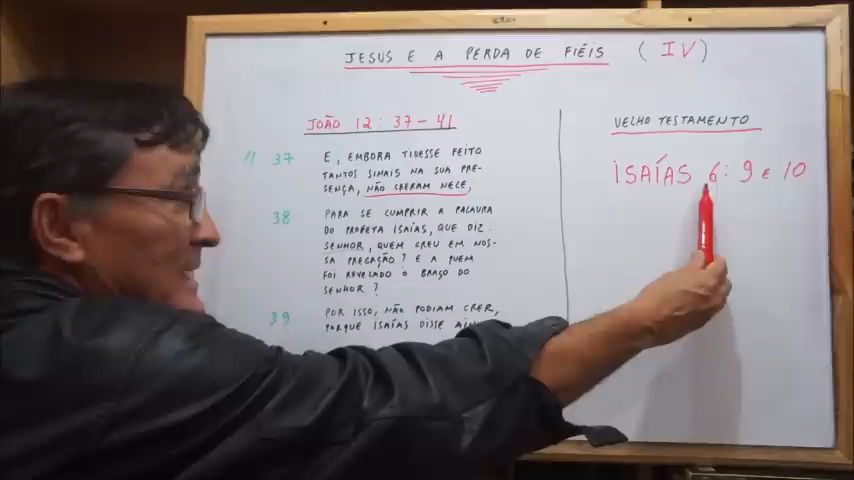 JESUS E A PERDA DE FIÉIS (IV)
JOÃO 12: 37-41
37 E, EMBORA TIVESSE FEITO
TANTOS SINAIS NA SUA PRE-
SENÇA, NÃO CRERAM NELE,
38 PARA SE CUMPRIR A PALAVRA
DO PROFETA ISAÍAS, QUE DIZ:
SENHOR, QUEM CREU EM NOS-
SA PREGAÇÃO? E A QUEM
FOI REVELADO O BRAÇO DO
SENHOR?
39 POR ISSO, NÃO PODIAM CRER,
PORQUE ISAÍAS DISSE
VELHO TESTAMENTO
ISAÍAS 6: 9 E 10